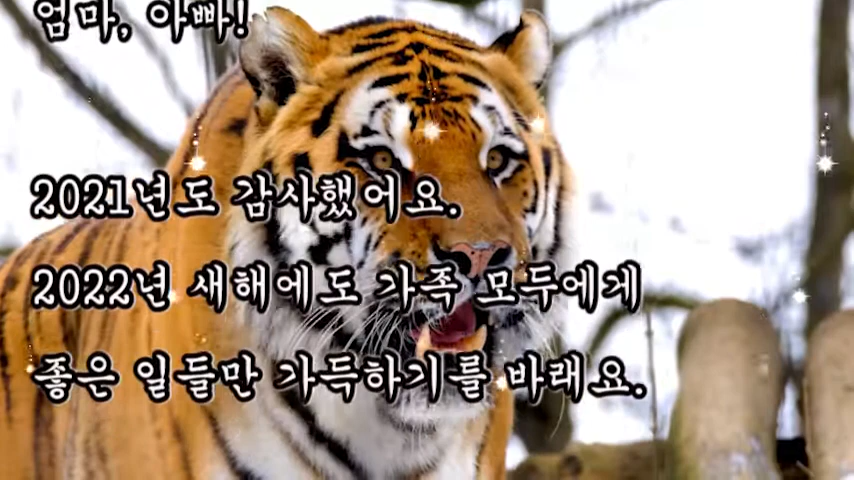 엄마, 아빠!
2021년도 감사했어요.
2022년 새해에도 가족 모두에게
좋은 일들만 가득하기를 바래요.